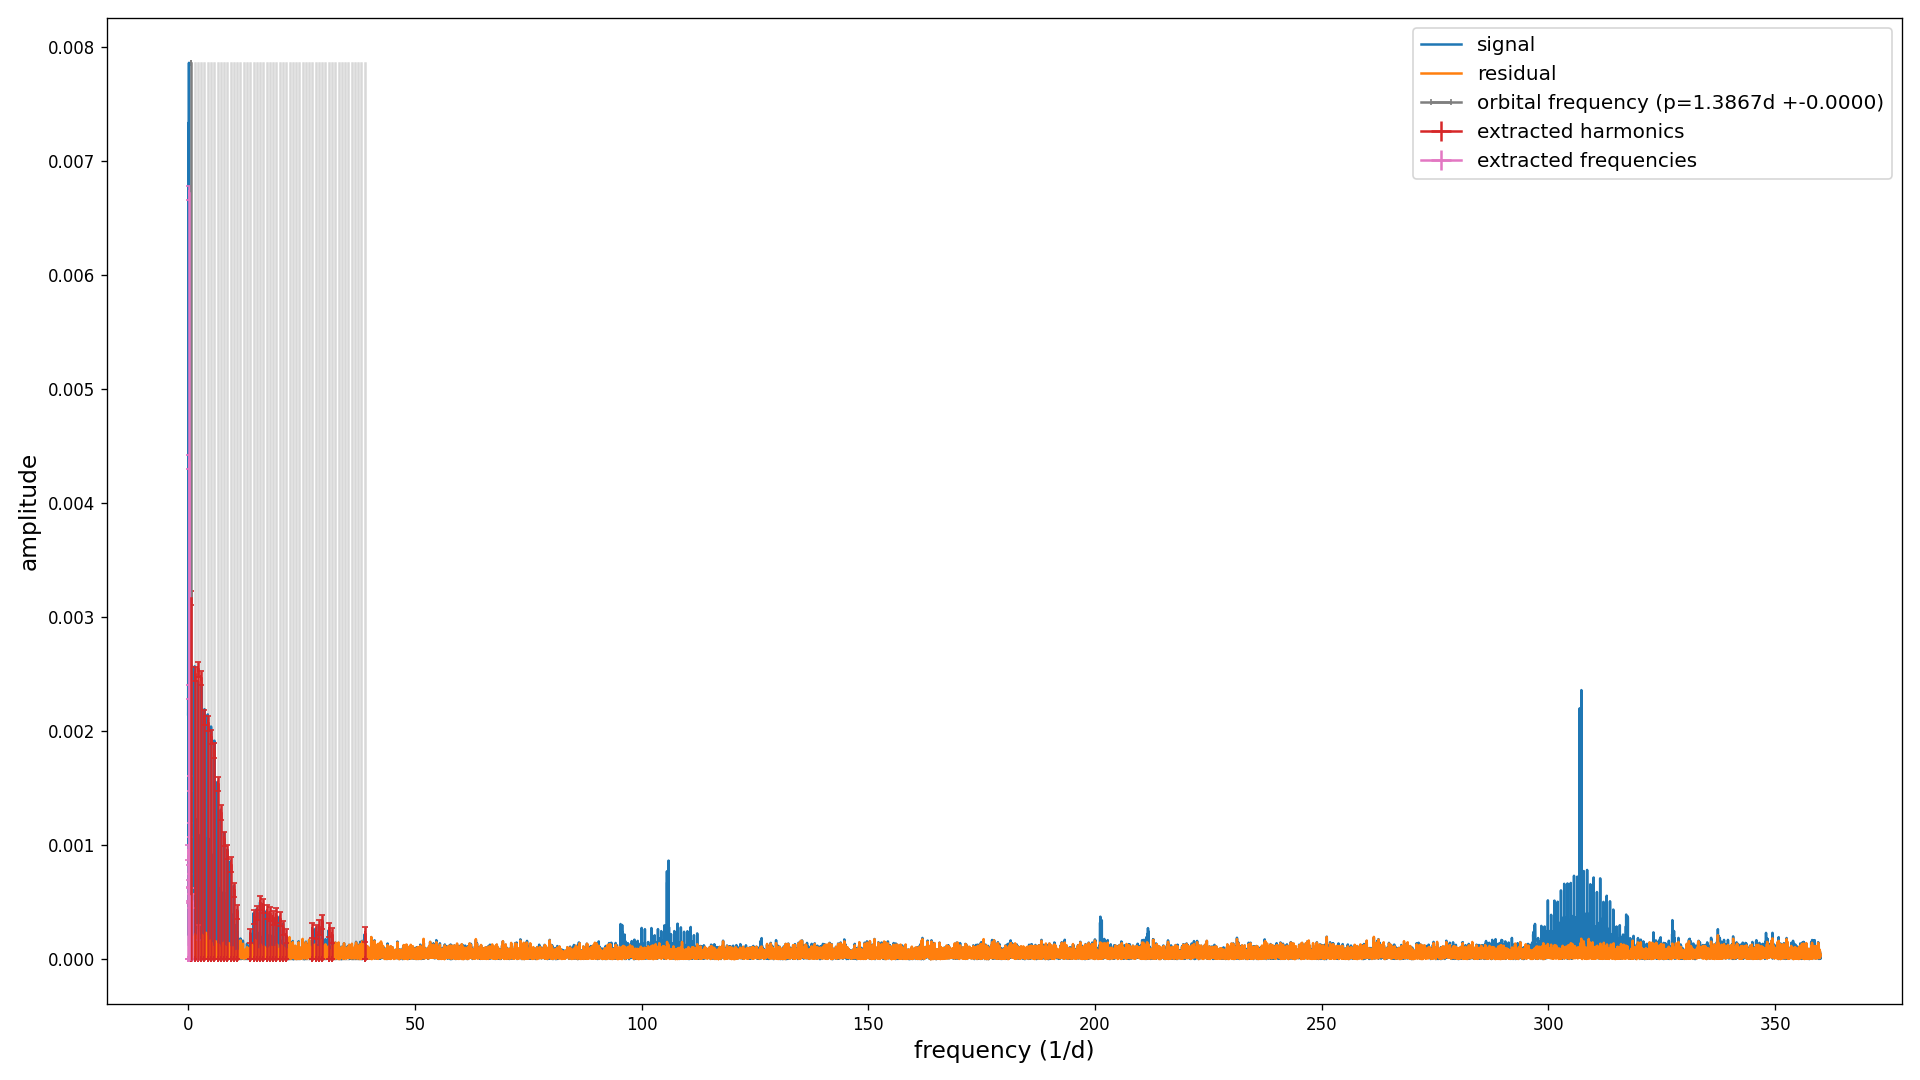 signal
residual
orbital frequency (p=1.3867d +-0.0000)
extracted harmonics
extracted frequencies
amplitude
0.008
0.007
0.006
0.005
0.004
0.003
0.002
0.001
0.000
0 50 100 150 200 250 300 350
frequency (1/d)